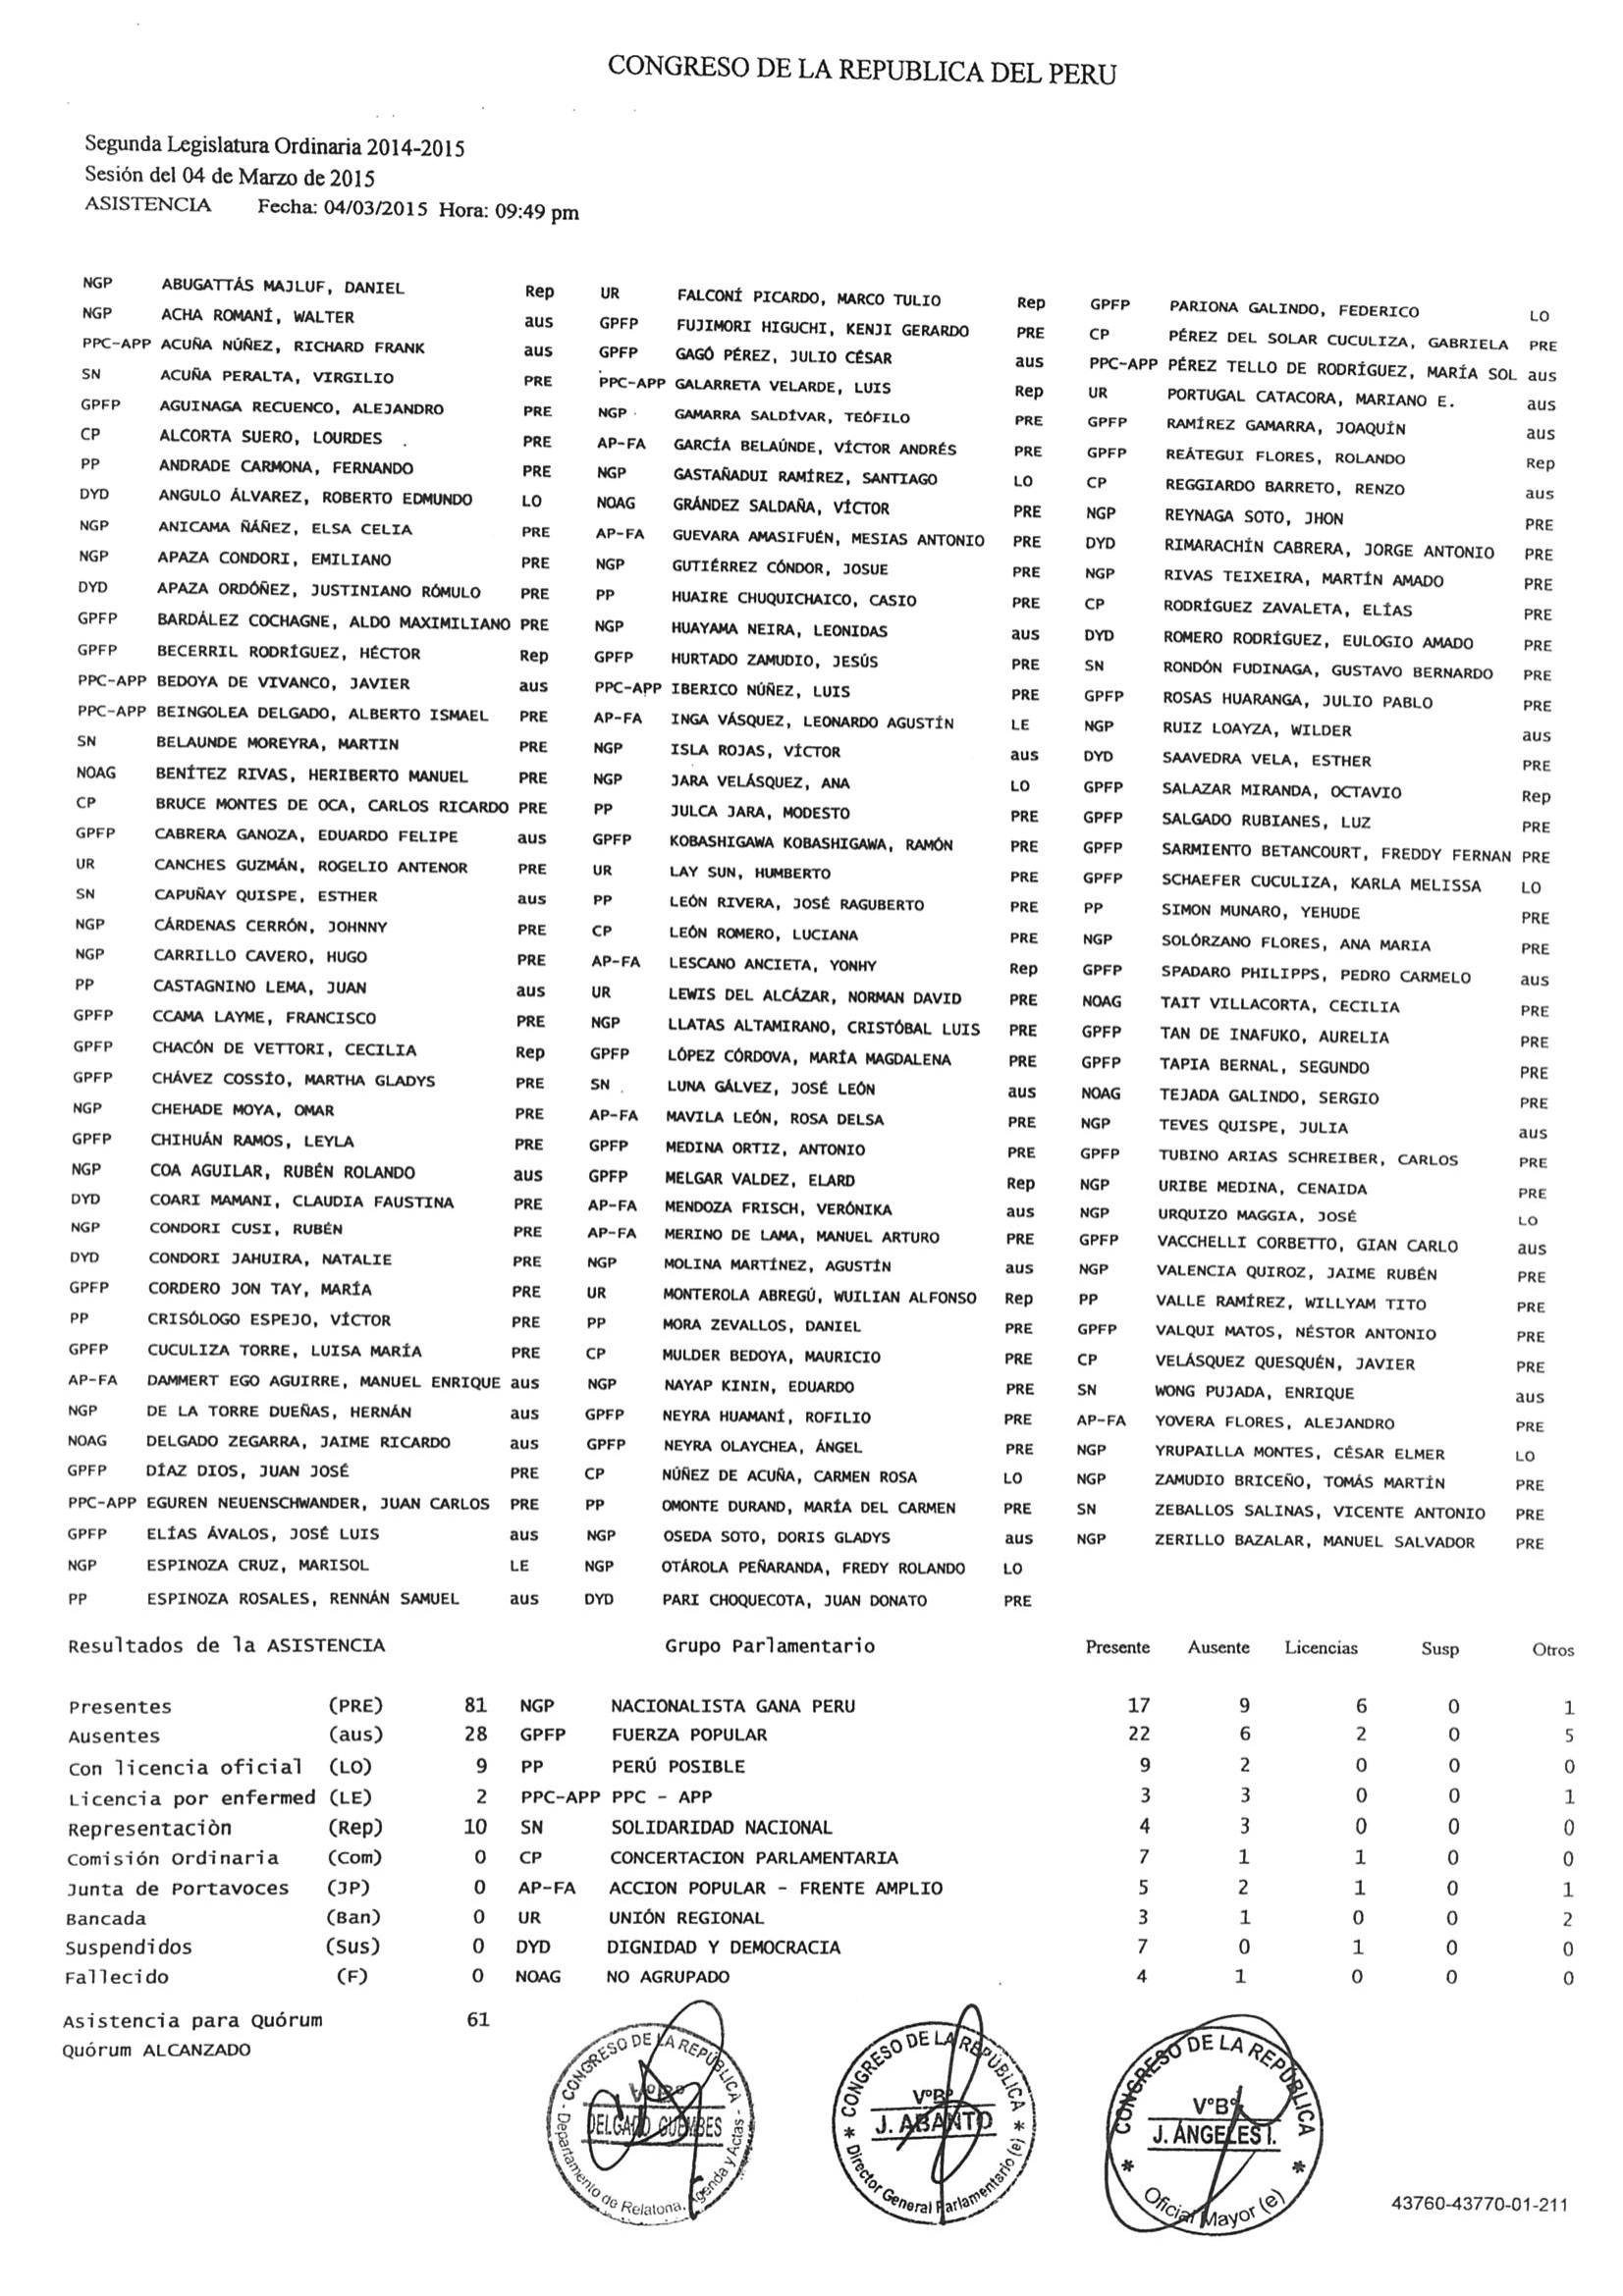 CONGRESO DE LA REPUBLICA DEL PERU
Segunda Legislatura Ordinaria 2014-2015
Sesión del 04 de Marzo de 2015
ASISTENCIA Fecha: 04/03/2015 Hora: 09:49 pm
NGP ABUGATTÁS MAJLUF, DANIEL Rep UR FALCONÍ PICARDO, MARCO TULIO Rep GPFP PARIONA GALINDO, FEDERICO LO
NGP ACHA ROMANÍ, WALTER aus GPFP FUJIMORI HIGUCHI, KENJI GERARDO PRE CP PÉREZ DEL SOLAR CUCULIZA, GABRIELA PRE
PPC-APP ACUÑA NÚÑEZ, RICHARD FRANK aus GPFP GAGÓ PÉREZ, JULIO CÉSAR aus PPC-APP PÉREZ TELLO DE RODRÍGUEZ, MARÍA SOL aus
SN ACUÑA PERALTA, VIRGILIO PRE PPC-APP GALARRETA VELARDE, LUIS Rep UR PORTUGAL CATACORA, MARIANO E. aus
GPFP AGUINAGA RECUENCO, ALEJANDRO PRE NGP GAMARRA SALDÍVAR, TEÓFILO PRE GPFP RAMÍREZ GAMARRA, JOAQUÍN aus
CP ALCORTA SUERO, LOURDES PRE AP-FA GARCÍA BELAÚNDE, VÍCTOR ANDRÉS PRE GPFP REÁTEGUI FLORES, ROLANDO Rep
PP ANDRADE CARMONA, FERNANDO PRE NGP GASTAÑADUI RAMÍREZ, SANTIAGO LO CP REGGIARDO BARRETO, RENZO aus
DYD ANGULO ÁLVAREZ, ROBERTO EDMUNDO LO NOAG GRÁNDEZ SALDAÑA, VÍCTOR PRE NGP REYNAGA SOTO, JHON PRE
NGP ANICAMA ÑÁÑEZ, ELSA CELIA PRE AP-FA GUEVARA AMASIFUÉN, MESIAS ANTONIO PRE DYD RIMARACHÍN CABRERA, JORGE ANTONIO PRE
NGP APAZA CONDORI, EMILIANO PRE NGP GUTIÉRREZ CÓNDOR, JOSUE PRE NGP RIVAS TEIXEIRA, MARTÍN AMADO PRE
DYD APAZA ORDÓÑEZ, JUSTINIANO RÓMULO PRE PP HUAIRE CHUQUICHAICO, CASIO PRE CP RODRÍGUEZ ZAVALETA, ELÍAS PRE
GPFP BARDÁLEZ COCHAGNE, ALDO MAXIMILIANO PRE NGP HUAYAMA NEIRA, LEONIDAS aus DYD ROMERO RODRÍGUEZ, EULOGIO AMADO PRE
GPFP BECERRIL RODRÍGUEZ, HÉCTOR Rep GPFP HURTADO ZAMUDIO, JESÚS PRE SN RONDÓN FUDINAGA, GUSTAVO BERNARDO PRE
PPC-APP BEDOYA DE VIVANCO, JAVIER aus PPC-APP IBERICO NÚÑEZ, LUIS PRE GPFP ROSAS HUARANGA, JULIO PABLO PRE
PPC-APP BEINGOLEA DELGADO, ALBERTO ISMAEL PRE AP-FA INGA VÁSQUEZ, LEONARDO AGUSTÍN LE NGP RUIZ LOAYZA, WILDER aus
SN BELAUNDE MOREYRA, MARTIN PRE NGP ISLA ROJAS, VÍCTOR aus DYD SAAVEDRA VELA, ESTHER PRE
NOAG BENÍTEZ RIVAS, HERIBERTO MANUEL PRE NGP JARA VELÁSQUEZ, ANA LO GPFP SALAZAR MIRANDA, OCTAVIO Rep
CP BRUCE MONTES DE OCA, CARLOS RICARDO PRE PP JULCA JARA, MODESTO PRE GPFP SALGADO RUBIANES, LUZ PRE
GPFP CABRERA GANOZA, EDUARDO FELIPE aus GPFP KOBASHIGAWA KOBASHIGAWA, RAMÓN PRE GPFP SARMIENTO BETANCOURT, FREDDY FERNAN PRE
UR CANCHES GUZMÁN, ROGELIO ANTENOR PRE UR LAY SUN, HUMBERTO PRE GPFP SCHAEFER CUCULIZA, KARLA MELISSA LO
SN CAPUÑAY QUISPE, ESTHER aus PP LEÓN RIVERA, JOSÉ RAGUBERTO PRE PP SIMON MUNARO, YEHUDE PRE
NGP CÁRDENAS CERRÓN, JOHNNY PRE CP LEÓN ROMERO, LUCIANA PRE NGP SOLÓRZANO FLORES, ANA MARIA PRE
NGP CARRILLO CAVERO, HUGO PRE AP-FA LESCANO ANCIETA, YONHY Rep GPFP SPADARO PHILIPPS, PEDRO CARMELO aus
PP CASTAGNINO LEMA, JUAN aus UR LEWIS DEL ALCÁZAR, NORMAN DAVID PRE NOAG TAIT VILLACORTA, CECILIA PRE
GPFP CCAMA LAYME, FRANCISCO PRE NGP LLATAS ALTAMIRANO, CRISTÓBAL LUIS PRE GPFP TAN DE INAFUKO, AURELIA PRE
GPFP CHACÓN DE VETTORI, CECILIA Rep GPFP LÓPEZ CÓRDOVA, MARÍA MAGDALENA PRE GPFP TAPIA BERNAL, SEGUNDO PRE
GPFP CHÁVEZ COSSÍO, MARTHA GLADYS PRE SN LUNA GÁLVEZ, JOSÉ LEÓN aus NOAG TEJADA GALINDO, SERGIO PRE
NGP CHEHADE MOYA, OMAR PRE AP-FA MAVILA LEÓN, ROSA DELSA PRE NGP TEVES QUISPE, JULIA aus
GPFP CHIHUÁN RAMOS, LEYLA PRE GPFP MEDINA ORTIZ, ANTONIO PRE GPFP TUBINO ARIAS SCHREIBER, CARLOS PRE
NGP COA AGUILAR, RUBÉN ROLANDO aus GPFP MELGAR VALDEZ, ELARD Rep NGP URIBE MEDINA, CENAIDA PRE
DYD COARI MAMANI, CLAUDIA FAUSTINA PRE AP-FA MENDOZA FRISCH, VERÓNIKA aus NGP URQUIZO MAGGIA, JOSÉ LO
NGP CONDORI CUSI, RUBÉN PRE AP-FA MERINO DE LAMA, MANUEL ARTURO PRE GPFP VACCHELLI CORBETTO, GIAN CARLO aus
DYD CONDORI JAHUIRA, NATALIE PRE NGP MOLINA MARTÍNEZ, AGUSTÍN aus NGP VALENCIA QUIROZ, JAIME RUBÉN PRE
GPFP CORDERO JON TAY, MARÍA PRE UR MONTEROLA ABREGÚ, WUILIAN ALFONSO Rep PP VALLE RAMÍREZ, WILLYAM TITO PRE
PP CRISÓLOGO ESPEJO, VÍCTOR PRE PP MORA ZEVALLOS, DANIEL PRE GPFP VALQUI MATOS, NÉSTOR ANTONIO PRE
GPFP CUCULIZA TORRE, LUISA MARÍA PRE CP MULDER BEDOYA, MAURICIO PRE CP VELÁSQUEZ QUESQUÉN, JAVIER PRE
AP-FA DAMMERT EGO AGUIRRE, MANUEL ENRIQUE aus NGP NAYAP KININ, EDUARDO PRE SN WONG PUJADA, ENRIQUE aus
NGP DE LA TORRE DUEÑAS, HERNÁN aus GPFP NEYRA HUAMANÍ, ROFILIO PRE AP-FA YOVERA FLORES, ALEJANDRO PRE
NOAG DELGADO ZEGARRA, JAIME RICARDO aus GPFP NEYRA OLAYCHEA, ÁNGEL PRE NGP YRUPAILLA MONTES, CÉSAR ELMER LO
GPFP DÍAZ DIOS, JUAN JOSÉ PRE CP NÚÑEZ DE ACUÑA, CARMEN ROSA LO NGP ZAMUDIO BRICEÑO, TOMÁS MARTÍN PRE
PPC-APP EGUREN NEUENSCHWANDER, JUAN CARLOS PRE PP OMONTE DURAND, MARÍA DEL CARMEN PRE SN ZEBALLOS SALINAS, VICENTE ANTONIO PRE
GPFP ELÍAS ÁVALOS, JOSÉ LUIS aus NGP OSEDA SOTO, DORIS GLADYS aus NGP ZERILLO BAZALAR, MANUEL SALVADOR PRE
NGP ESPINOZA CRUZ, MARISOL LE NGP OTÁROLA PEÑARANDA, FREDY ROLANDO LO
PP ESPINOZA ROSALES, RENNÁN SAMUEL aus DYD PARI CHOQUECOTA, JUAN DONATO PRE
Resultados de la ASISTENCIA Grupo Parlamentario Presente Ausente Licencias Susp Otros
Presentes (PRE) 81 NGP NACIONALISTA GANA PERU 17 9 6 0 1
Ausentes (aus) 28 GPFP FUERZA POPULAR 22 6 2 0 5
Con licencia oficial (LO) 9 PP PERÚ POSIBLE 9 2 0 0 0
Licencia por enfermed (LE) 2 PPC-APP PPC - APP 3 3 0 0 1
Representaciòn (Rep) 10 SN SOLIDARIDAD NACIONAL 4 3 0 0 0
Comisión Ordinaria (Com) 0 CP CONCERTACION PARLAMENTARIA 7 1 1 0 0
Junta de Portavoces (JP) 0 AP-FA ACCION POPULAR - FRENTE AMPLIO 5 2 1 0 1
Bancada (Ban) 0 UR UNIÓN REGIONAL 3 1 0 0 2
Suspendidos (Sus) 0 DYD DIGNIDAD Y DEMOCRACIA 7 0 1 0 0
Fallecido (F) 0 NOAG NO AGRUPADO 4 1 0 0 0
Asistencia para Quórum 61
Quórum ALCANZADO
CONGRESO DE LA REPÚBLICA
VºBº
DELGADO GUEMBES
Departamento de Relatoria, Agenda y Actas
CONGRESO DE LA REPÚBLICA
VºBº
J. ABANTO
Director General Parlamentario (e)
CONGRESO DE LA REPÚBLICA
VºBº
J. ÁNGELES I.
Oficial Mayor (e)
43760-43770-01-211